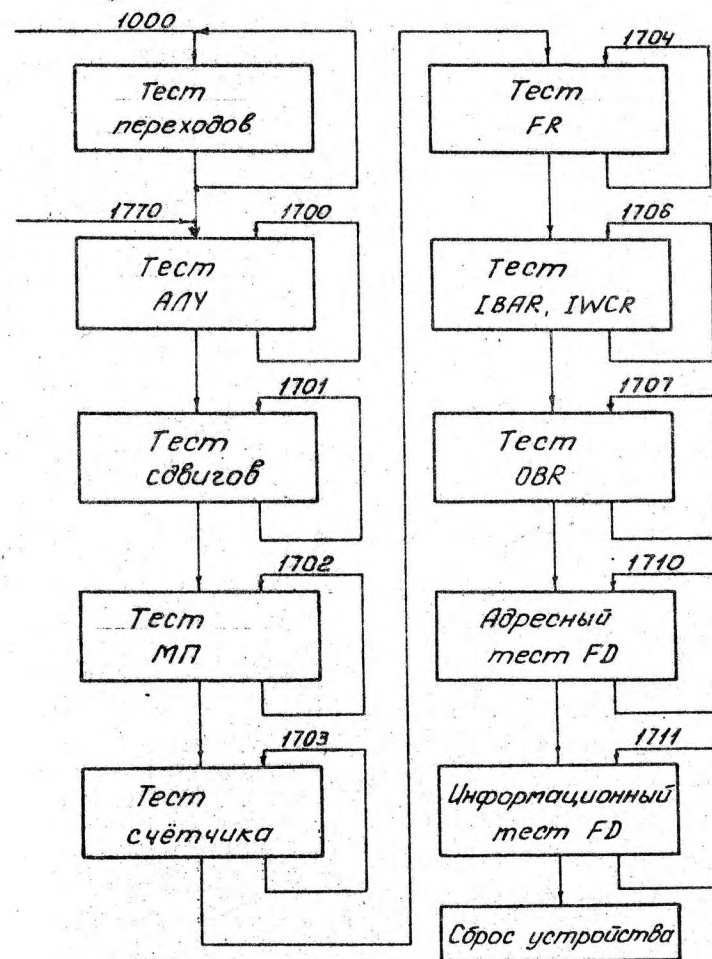 1000
Тест
переходов
1770
1700
Тест
АЛУ
1701
Тест
сдвигов
1702
Тест
МП
1703
Тест
счётчика
1704
Тест
FR
1706
Тест
IBAR, IWCR
1707
Тест
OBR
1710
Адресный
тест FD
1711
Информационный
тест FD
Сброс устройства